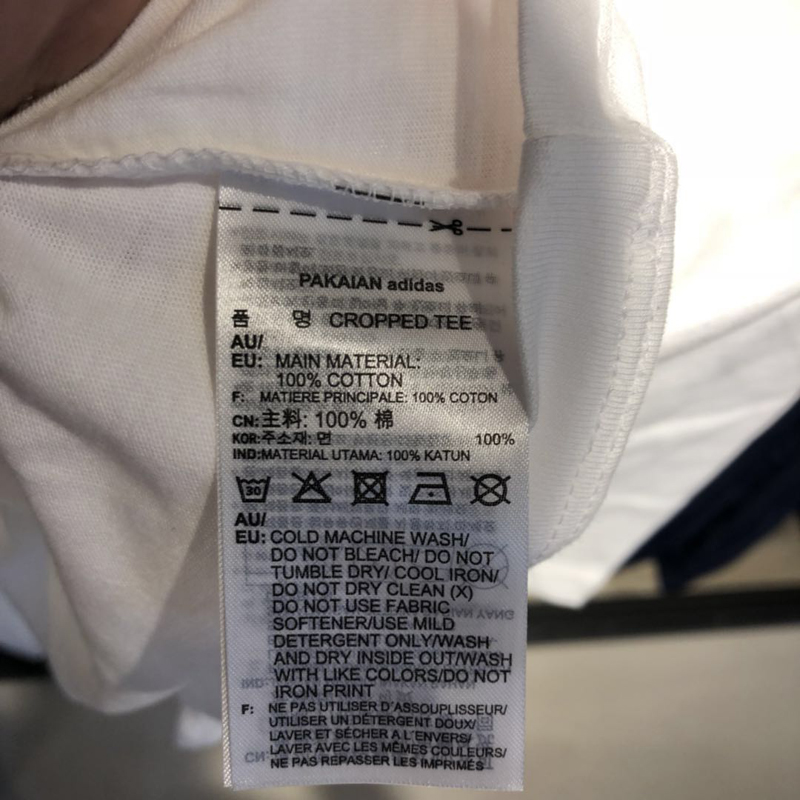 PAKAIAN adidas
품 명 CROPPED TEE
AU/
EU: MAIN MATERIAL:
100% COTTON
F: MATIERE PRINCIPALE: 100% COTON
CN:主料: 100% 棉
KOR:주소재: 면 100%
IND:MATERIAL UTAMA: 100% KATUN
30
AU/
EU: COLD MACHINE WASH/
DO NOT BLEACH/ DO NOT
TUMBLE DRY/ COOL IRON/
DO NOT DRY CLEAN (X)
DO NOT USE FABRIC
SOFTENER/USE MILD
DETERGENT ONLY/WASH
AND DRY INSIDE OUT/WASH
WITH LIKE COLORS/DO NOT
IRON PRINT
F: NE PAS UTILISER D'ASSOUPLISSEUR/
UTILISER UN DÉTERGENT DOUX/
LAVER ET SÉCHER A L'ENVERS/
LAVER AVEC LES MÊMES COULEURS/
NE PAS REPASSER LES IMPRIMÉS